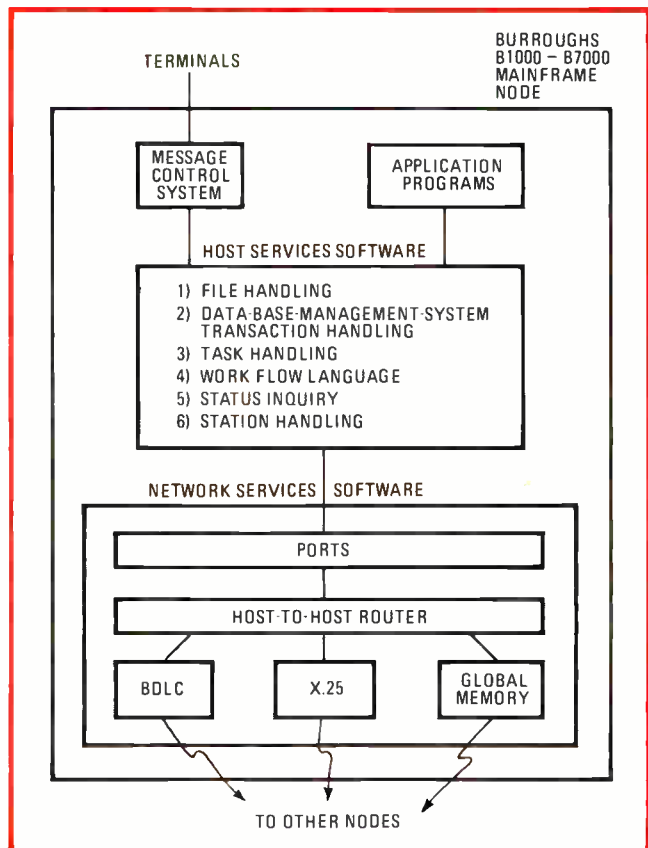 BURROUGHS
B1000 – B7000
MAINFRAME
NODE
TERMINALS
MESSAGE
CONTROL
SYSTEM
APPLICATION
PROGRAMS
HOST SERVICES SOFTWARE
1) FILE HANDLING
2) DATA-BASE-MANAGEMENT-SYSTEM
TRANSACTION HANDLING
3) TASK HANDLING
4) WORK FLOW LANGUAGE
5) STATUS INQUIRY
6) STATION HANDLING
NETWORK SERVICES SOFTWARE
PORTS
HOST-TO-HOST ROUTER
BDLC
X.25
GLOBAL
MEMORY
TO OTHER NODES